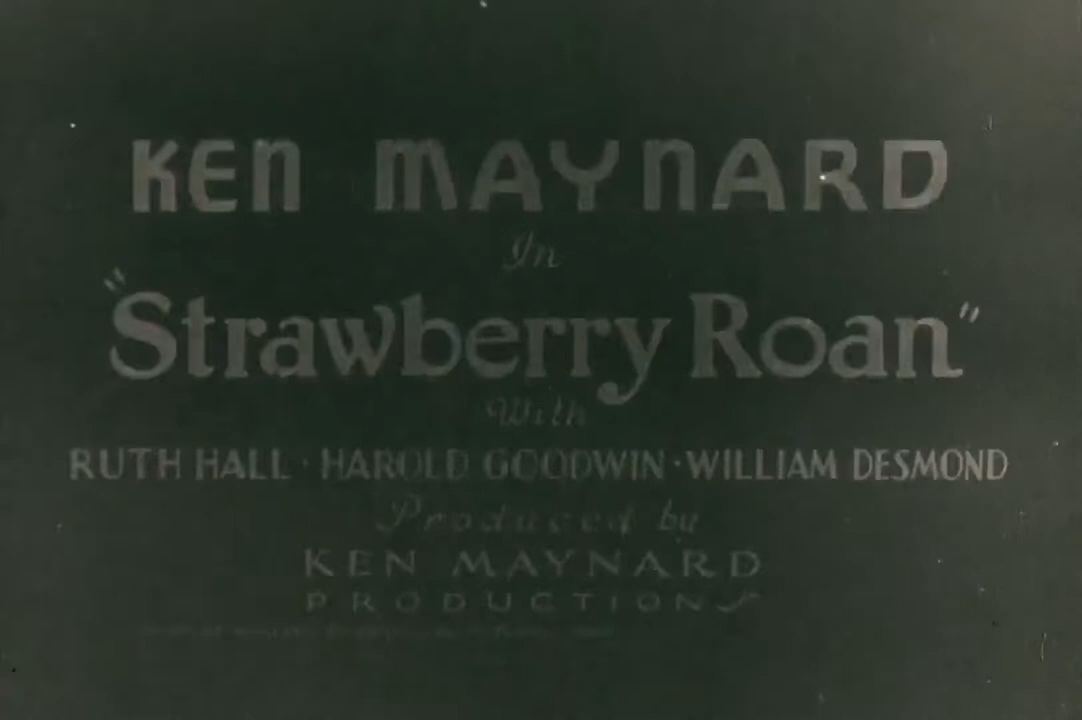 KEN MAYNARD
In
"Strawberry Roan"
With
RUTH HALL · HAROLD GOODWIN · WILLIAM DESMOND
Produced by
KEN MAYNARD
PRODUCTIONS